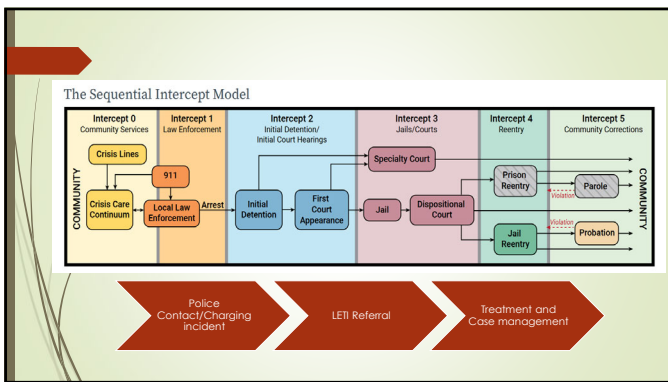 The Sequential Intercept Model
Intercept 0
Community Services
Intercept 1
Law Enforcement
Intercept 2
Initial Detention/
Initial Court Hearings
Intercept 3
Jails/Courts
Intercept 4
Reentry
Intercept 5
Community Corrections
COMMUNITY
Crisis Lines
911
Crisis Care
Continuum
Local Law
Enforcement
Arrest
Initial
Detention
First
Court
Appearance
Specialty Court
Jail
Dispositional
Court
Prison
Reentry
Jail
Reentry
Violation
Parole
Violation
Probation
COMMUNITY
Police
Contact/Charging
incident
LETI Referral
Treatment and
Case management